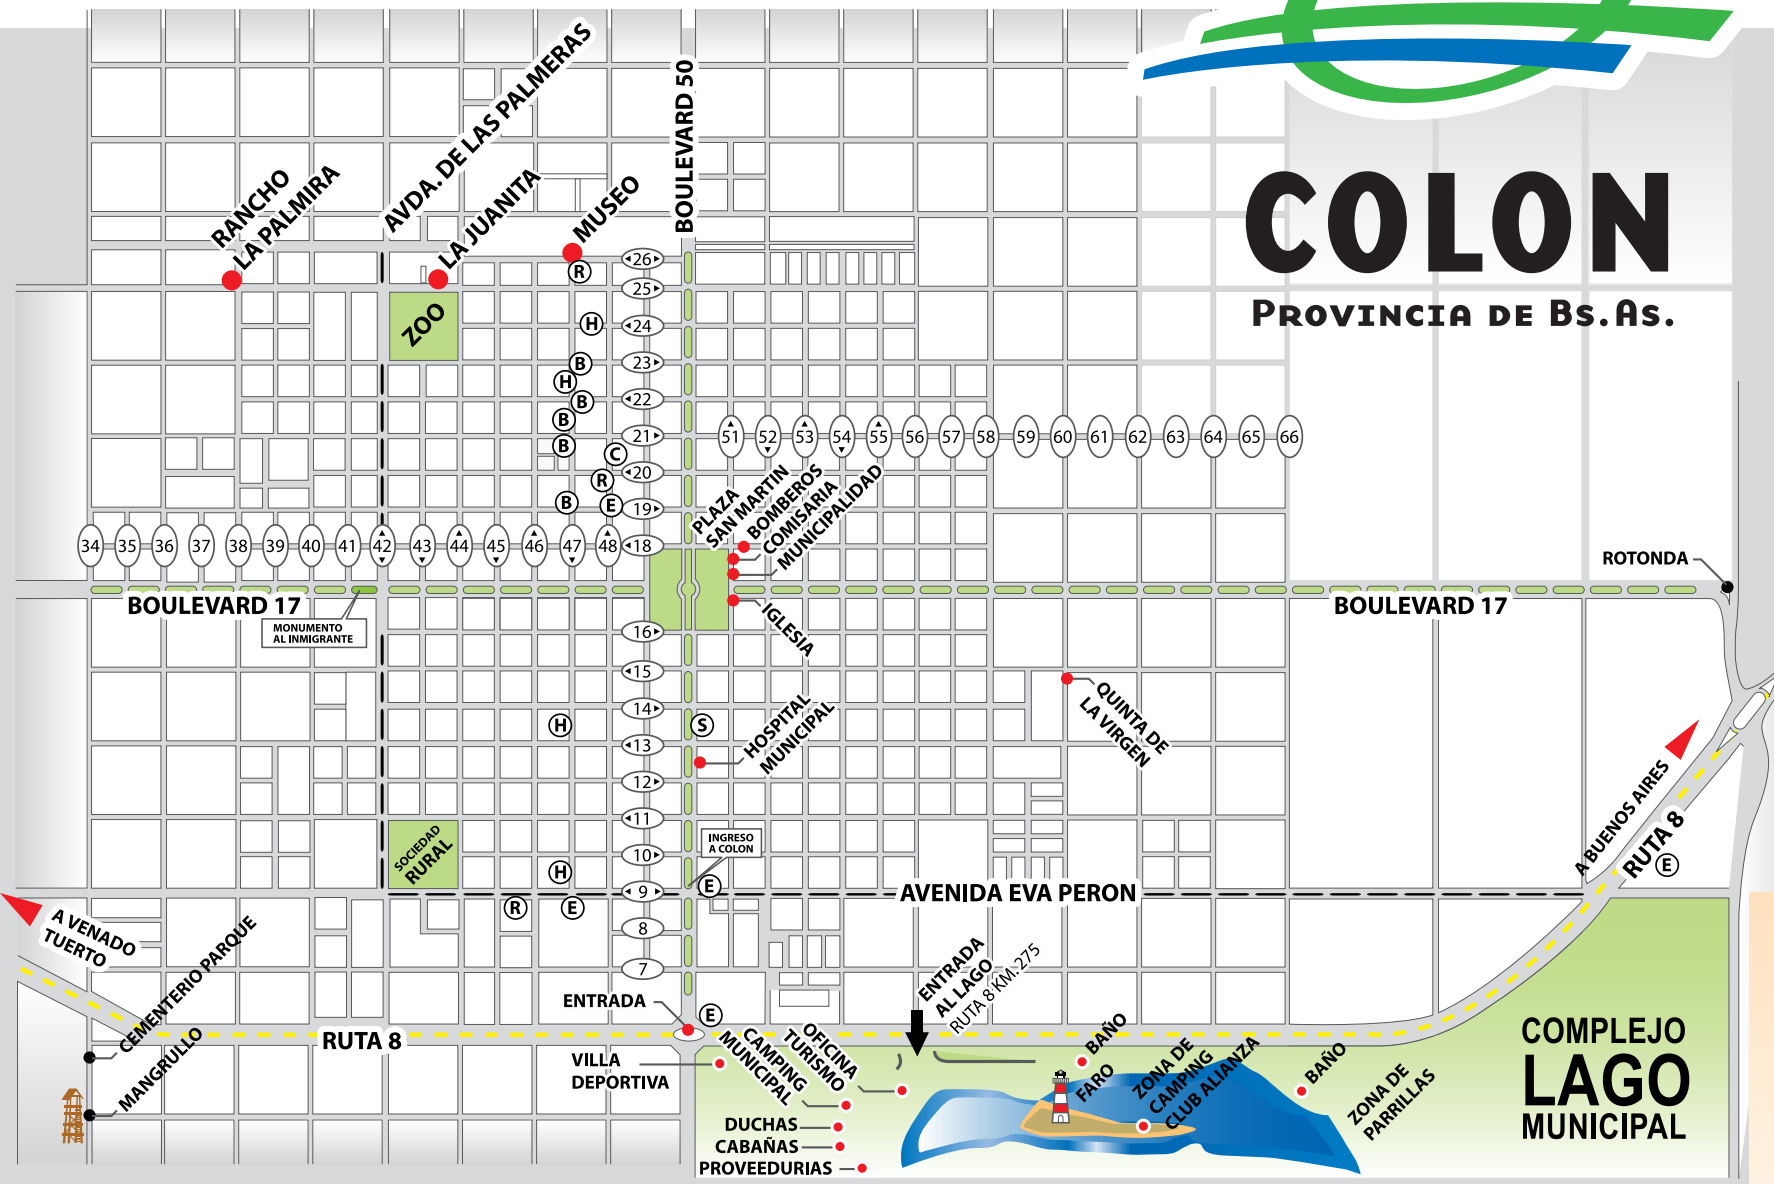 COLON
PROVINCIA DE Bs.As.
RANCHO
LA PALMIRA
AVDA. DE LAS PALMERAS
LA JUANITA
MUSEO
BOULEVARD 50
ZOO
R
H
B
H
B
B
B
C
R
B
E
26
25
24
23
22
21
20
19
18
16
15
14
13
12
11
10
9
8
7
51
52
53
54
55
56
57
58
59
60
61
62
63
64
65
66
34
35
36
37
38
39
40
41
42
43
44
45
46
47
48
PLAZA
SAN MARTIN
BOMBEROS
COMISARIA
MUNICIPALIDAD
IGLESIA
ROTONDA
BOULEVARD 17
BOULEVARD 17
MONUMENTO
AL INMIGRANTE
QUINTA DE
LA VIRGEN
H
S
HOSPITAL
MUNICIPAL
SOCIEDAD
RURAL
INGRESO
A COLON
H
R
E
E
AVENIDA EVA PERON
A BUENOS AIRES
RUTA 8
E
A VENADO
TUERTO
CEMENTERIO PARQUE
MANGRULLO
RUTA 8
ENTRADA
E
ENTRADA
AL LAGO
RUTA 8 KM. 275
VILLA
DEPORTIVA
CAMPING
MUNICIPAL
OFICINA
TURISMO
DUCHAS
CABAÑAS
PROVEEDURIAS
BAÑO
FARO
ZONA DE
CAMPING
CLUB ALIANZA
BAÑO
ZONA DE
PARRILLAS
COMPLEJO
LAGO
MUNICIPAL